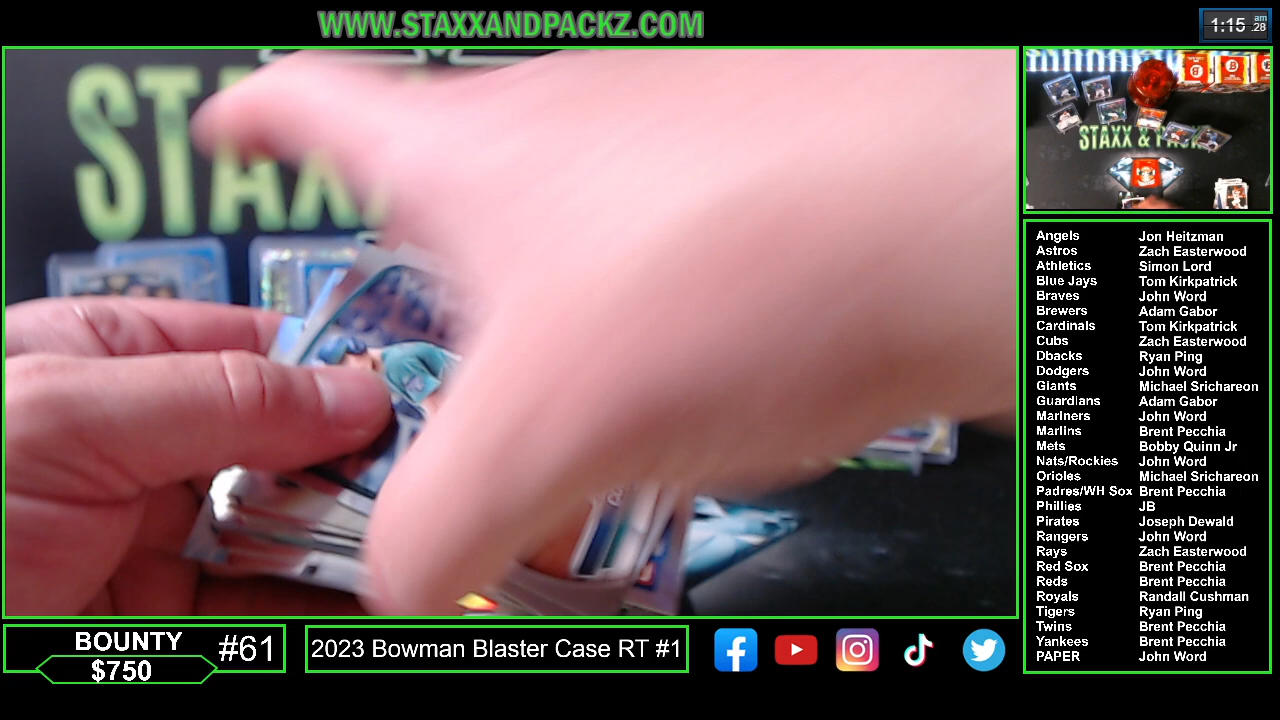 WWW.STAXXANDPACKZ.COM
1:15 am
.28
STAX
STAXX & PACK
Angels Jon Heitzman
Astros Zach Easterwood
Athletics Simon Lord
Blue Jays Tom Kirkpatrick
Braves John Word
Brewers Adam Gabor
Cardinals Tom Kirkpatrick
Cubs Zach Easterwood
Dbacks Ryan Ping
Dodgers John Word
Giants Michael Srichareon
Guardians Adam Gabor
Mariners John Word
Marlins Brent Pecchia
Mets Bobby Quinn Jr
Nats/Rockies John Word
Orioles Michael Srichareon
Padres/WH Sox Brent Pecchia
Phillies JB
Pirates Joseph Dewald
Rangers John Word
Rays Zach Easterwood
Red Sox Brent Pecchia
Reds Brent Pecchia
Royals Randall Cushman
Tigers Ryan Ping
Twins Brent Pecchia
Yankees Brent Pecchia
PAPER John Word
BOUNTY
$750
#61
2023 Bowman Blaster Case RT #1